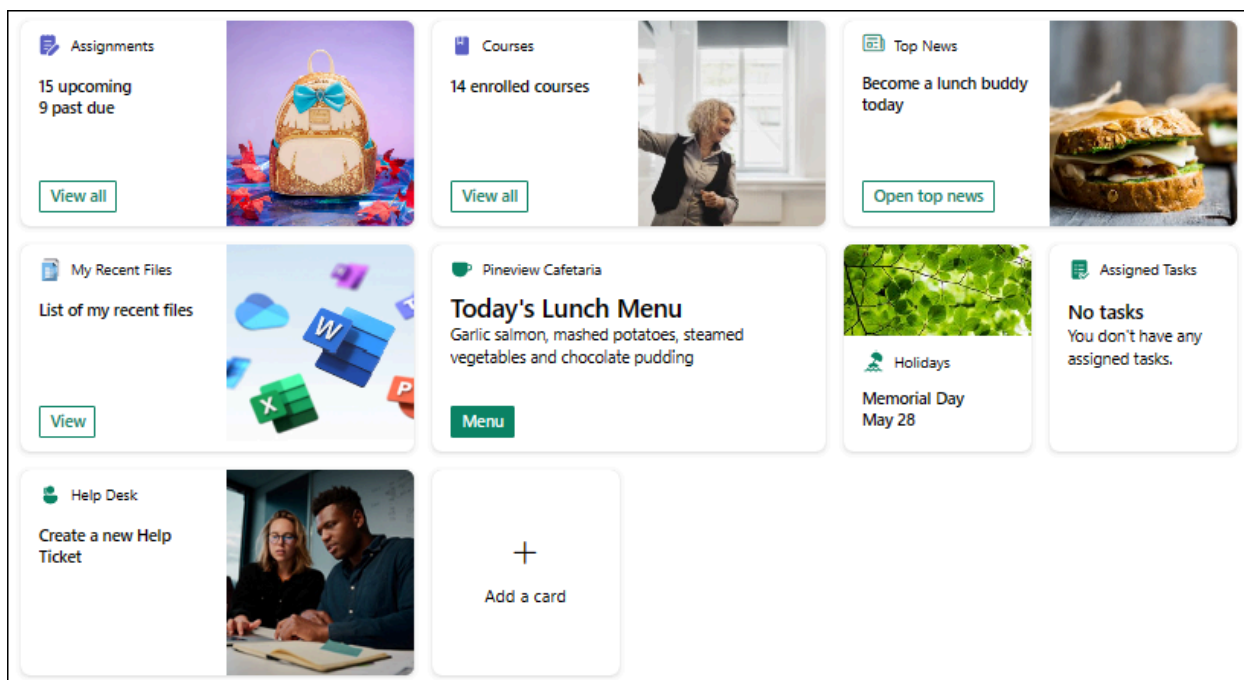 Assignments
15 upcoming
9 past due
View all
Courses
14 enrolled courses
View all
Top News
Become a lunch buddy
today
Open top news
My Recent Files
List of my recent files
View
W
X
P
Pineview Cafetaria
Today's Lunch Menu
Garlic salmon, mashed potatoes, steamed
vegetables and chocolate pudding
Menu
Holidays
Memorial Day
May 28
Assigned Tasks
No tasks
You don't have any
assigned tasks.
Help Desk
Create a new Help
Ticket
Add a card